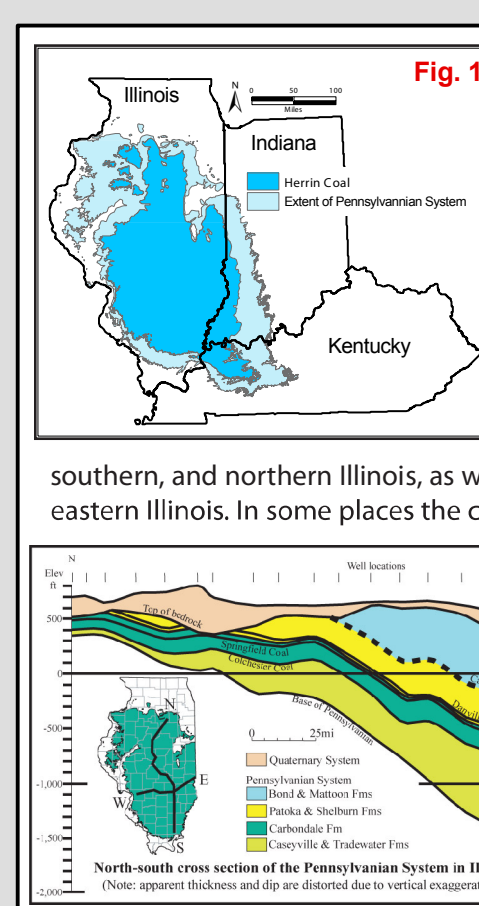 Fig. 1
Illinois
N
0 50 100
Miles
Indiana
Herrin Coal
Extent of Pennsylvannian System
Kentucky
southern, and northern Illinois, as w
eastern Illinois. In some places the c
N
Elev
ft
Well locations
500
0
-500
-1,000
-1,500
-2,000
Top of bedrock
Springfield Coal
Colchester Coal
Base of Pennsylvanian
Danvill
N
E
W
S
0 25mi
Quaternary System
Pennsylvanian System
Bond & Mattoon Fms
Patoka & Shelburn Fms
Carbondale Fm
Caseyville & Tradewater Fms
North-south cross section of the Pennsylvanian System in Il
(Note: apparent thickness and dip are distorted due to vertical exaggerat